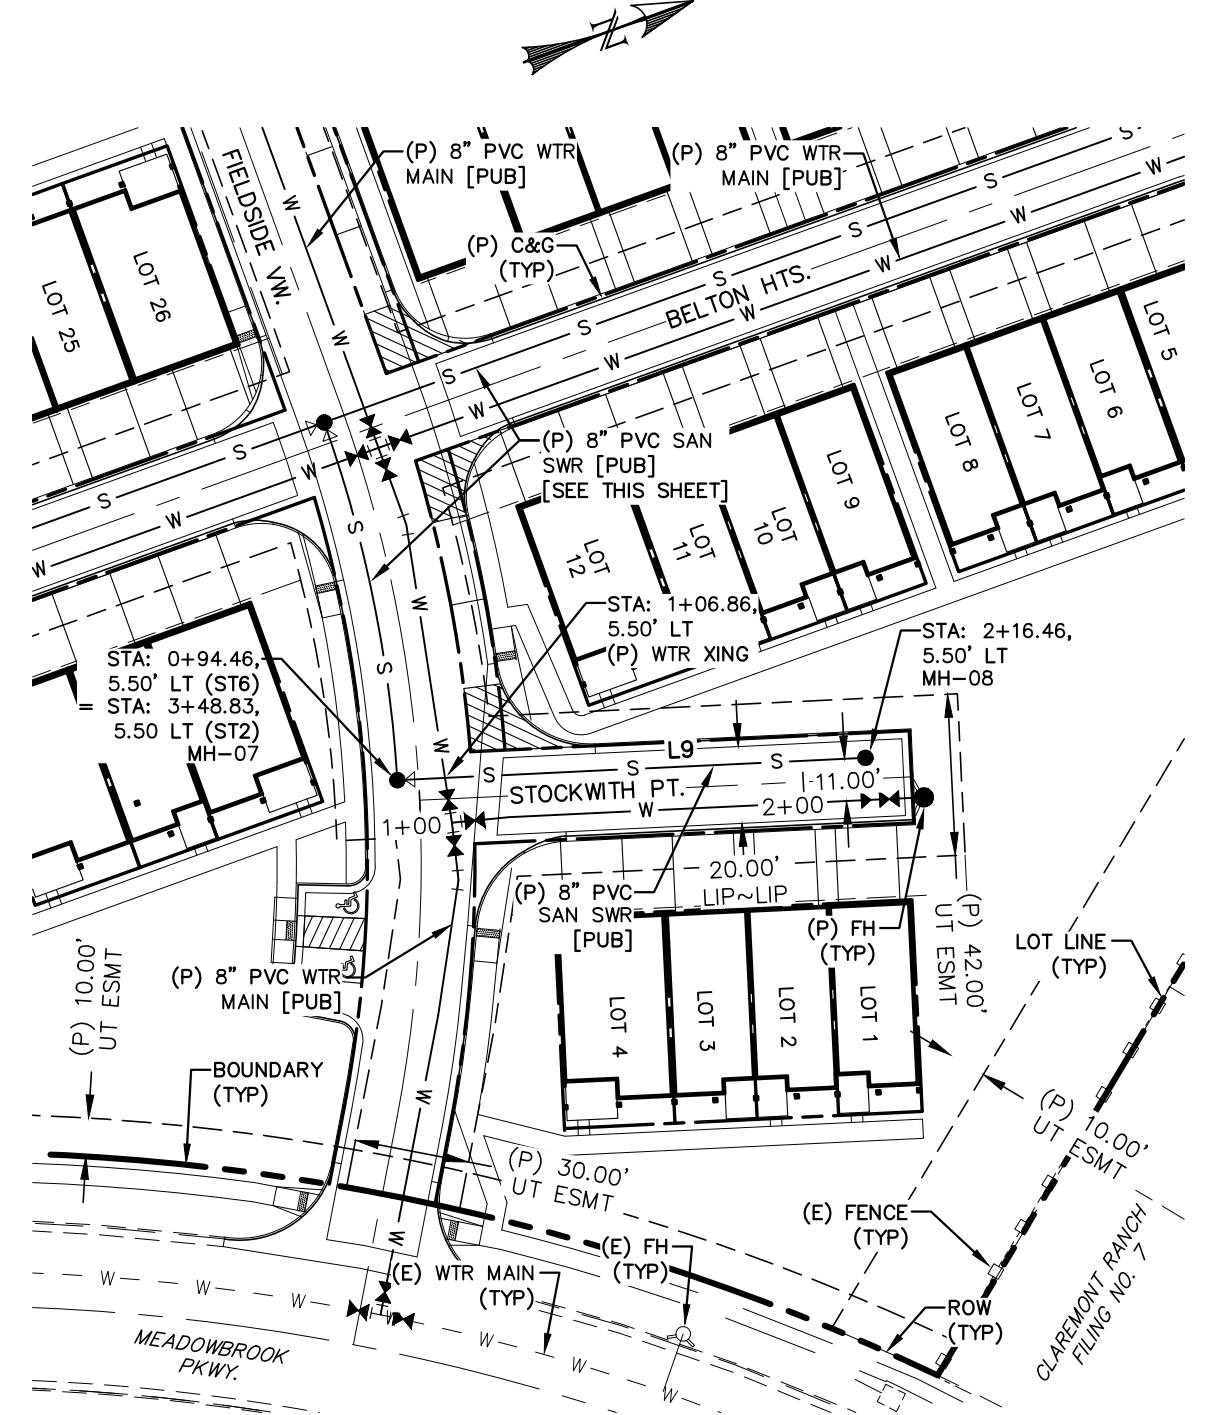 N
(P) 8" PVC WTR
MAIN [PUB]
(P) 8" PVC WTR
MAIN [PUB]
S
W
S
W
FIELDSIDE VW.
(P) C&G
(TYP)
S
W
S
BELTON HTS.
W
S
W
W
S
W
LOT 26
LOT 25
LOT 5
LOT 6
LOT 7
LOT 8
LOT 9
LOT
10
LOT
11
LOT
12
S
W
S
W
W
(P) 8" PVC SAN
SWR [PUB]
[SEE THIS SHEET]
S
W
S
W
STA: 1+06.86,
5.50' LT
(P) WTR XING
STA: 2+16.46,
5.50' LT
MH-08
STA: 0+94.46,
5.50' LT (ST6)
= STA: 3+48.83,
5.50 LT (ST2)
MH-07
L9
S
S
S
STOCKWITH PT.
11.00'
W
2+00
1+00
20.00'
LIP~LIP
(P) 8" PVC
SAN SWR
[PUB]
(P) FH
(TYP)
(P) 42.00'
UT ESMT
LOT LINE
(TYP)
(P) 8" PVC WTR
MAIN [PUB]
(P) 10.00'
UT ESMT
LOT 4
LOT 3
LOT 2
LOT 1
BOUNDARY
(TYP)
W
(P) 10.00'
UT ESMT
(P) 30.00'
UT ESMT
(E) FENCE
(TYP)
W
(E) FH
(TYP)
(E) WTR MAIN
(TYP)
W
W
W
W
W
W
W
ROW
(TYP)
CLAREMONT RANCH
FILING NO. 7
MEADOWBROOK
PKWY.